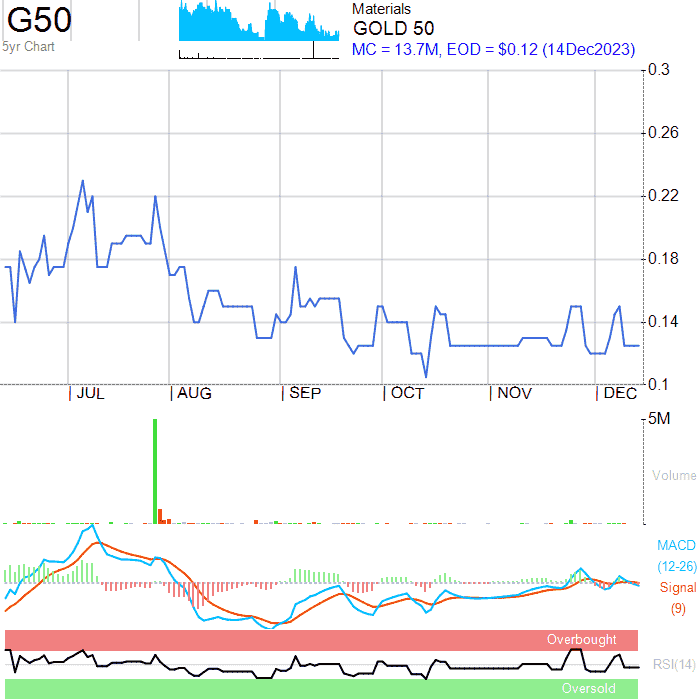 G50
5yr Chart
Materials
GOLD 50
MC = 13.7M, EOD = $0.12 (14Dec2023)
0.3
0.26
0.22
0.18
0.14
0.1
JUL AUG SEP OCT NOV DEC
5M
Volume
MACD
(12-26)
Signal
(9)
Overbought
RSI(14)
Oversold